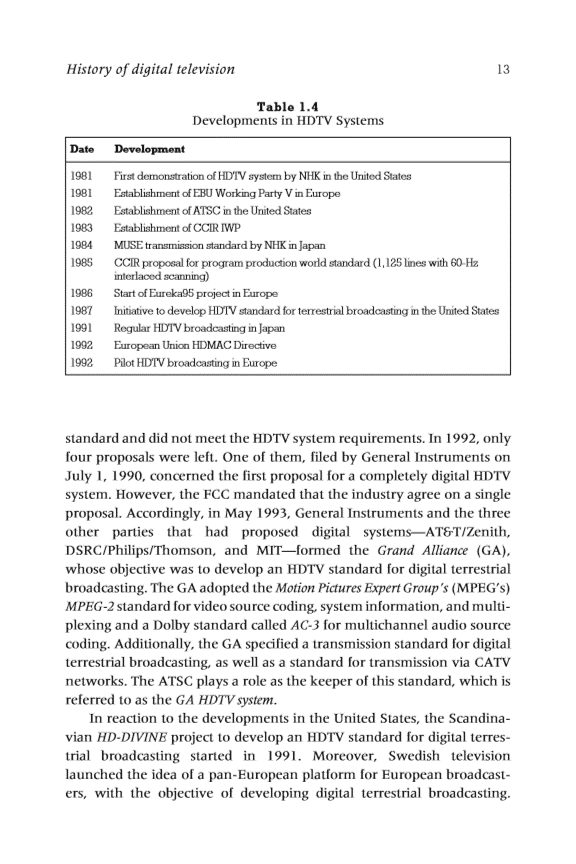 History of digital television 13
Table 1.4
Developments in HDTV Systems
Date Development
1981 First demonstration of HDTV system by NHK in the United States
1981 Establishment of EBU Working Party V in Europe
1982 Establishment of ATSC in the United States
1983 Establishment of CCIR IWP
1984 MUSE transmission standard by NHK in Japan
1985 CCIR proposal for program production world standard (1,125 lines with 60-Hz
interlaced scanning)
1986 Start of Eureka95 project in Europe
1987 Initiative to develop HDTV standard for terrestrial broadcasting in the United States
1991 Regular HDTV broadcasting in Japan
1992 European Union HDMAC Directive
1992 Pilot HDTV broadcasting in Europe
standard and did not meet the HDTV system requirements. In 1992, only
four proposals were left. One of them, filed by General Instruments on
July 1, 1990, concerned the first proposal for a completely digital HDTV
system. However, the FCC mandated that the industry agree on a single
proposal. Accordingly, in May 1993, General Instruments and the three
other parties that had proposed digital systems—AT&T/Zenith,
DSRC/Philips/Thomson, and MIT—formed the Grand Alliance (GA),
whose objective was to develop an HDTV standard for digital terrestrial
broadcasting. The GA adopted the Motion Pictures Expert Group's (MPEG's)
MPEG-2 standard for video source coding, system information, and multi-
plexing and a Dolby standard called AC-3 for multichannel audio source
coding. Additionally, the GA specified a transmission standard for digital
terrestrial broadcasting, as well as a standard for transmission via CATV
networks. The ATSC plays a role as the keeper of this standard, which is
referred to as the GA HDTV system.
In reaction to the developments in the United States, the Scandina-
vian HD-DIVINE project to develop an HDTV standard for digital terres-
trial broadcasting started in 1991. Moreover, Swedish television
launched the idea of a pan-European platform for European broadcast-
ers, with the objective of developing digital terrestrial broadcasting.